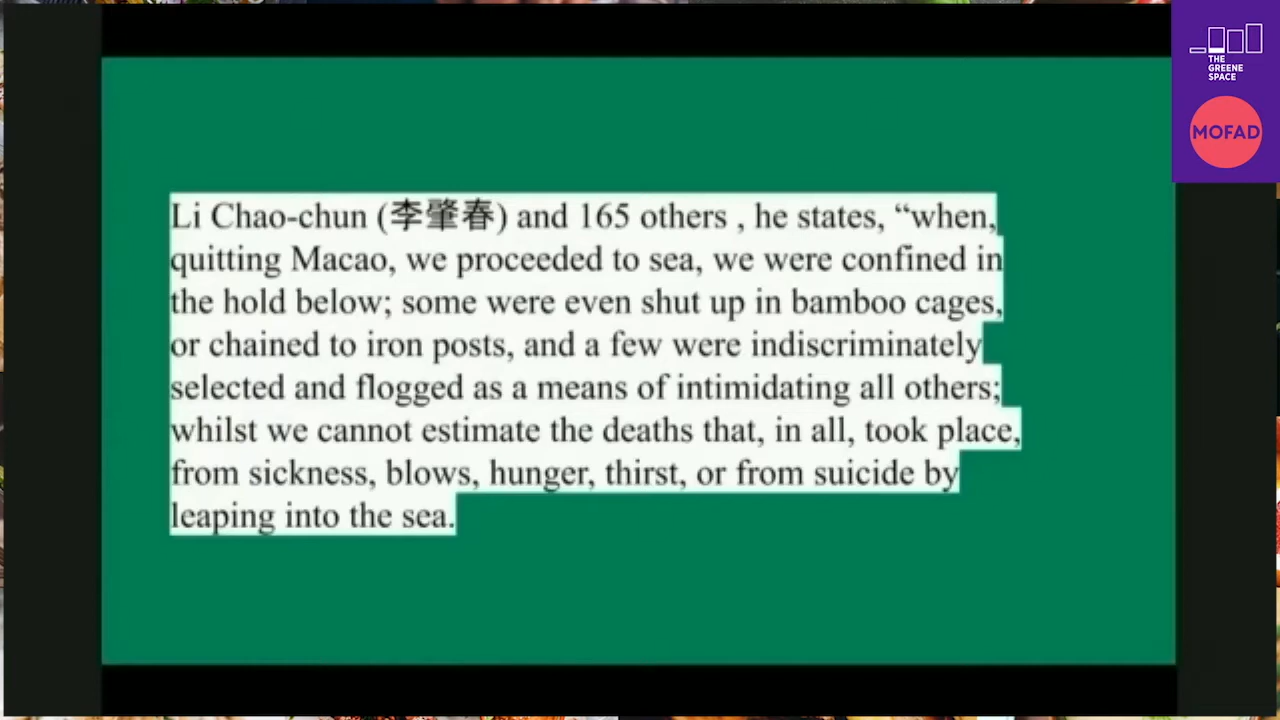 THE
GREENE
SPACE
MOFAD
Li Chao-chun (李肇春) and 165 others , he states, “when,
quitting Macao, we proceeded to sea, we were confined in
the hold below; some were even shut up in bamboo cages,
or chained to iron posts, and a few were indiscriminately
selected and flogged as a means of intimidating all others;
whilst we cannot estimate the deaths that, in all, took place,
from sickness, blows, hunger, thirst, or from suicide by
leaping into the sea.